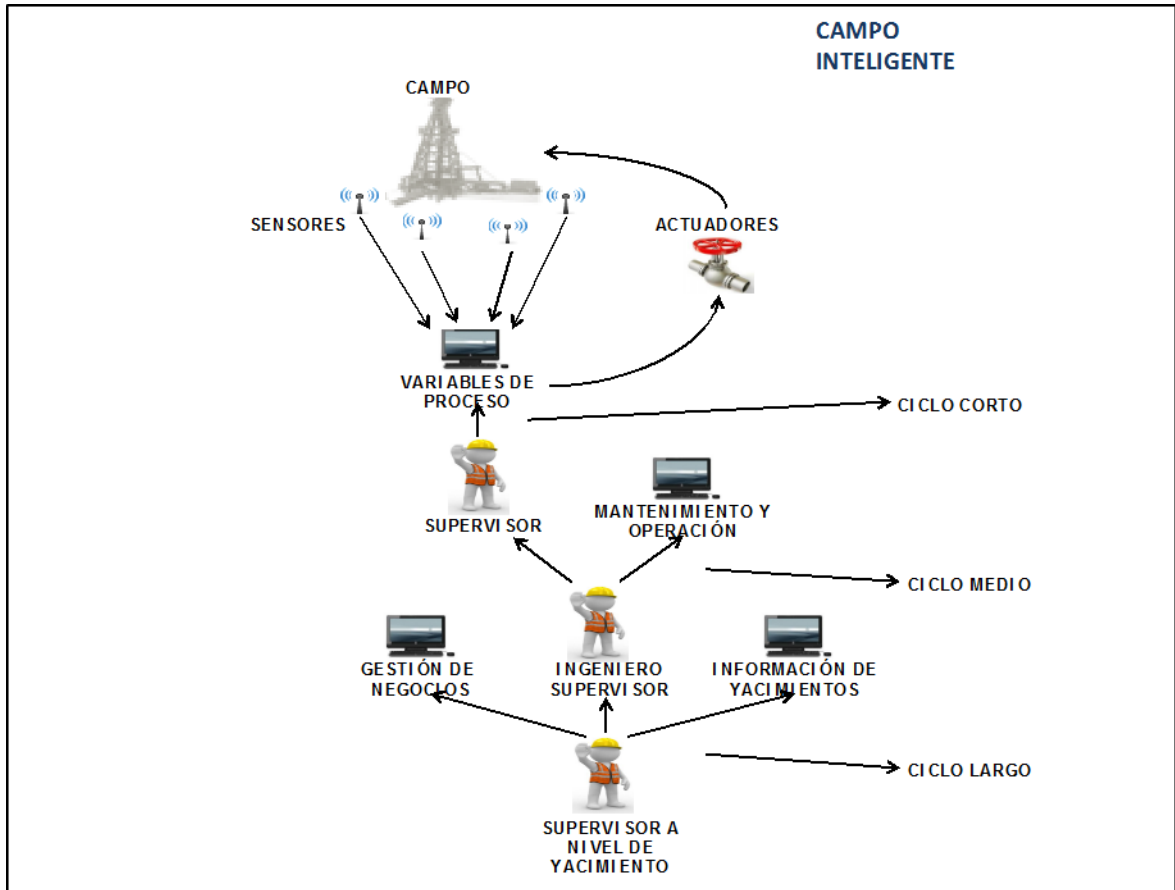 CAMPO
INTELIGENTE
CAMPO
SENSORES
ACTUADORES
VARIABLES DE
PROCESO
CICLO CORTO
SUPERVISOR
MANTENIMIENTO Y
OPERACIÓN
CICLO MEDIO
GESTIÓN DE
NEGOCIOS
INGENIERO
SUPERVISOR
INFORMACIÓN DE
YACIMIENTOS
CICLO LARGO
SUPERVISOR A
NIVEL DE
YACIMIENTO